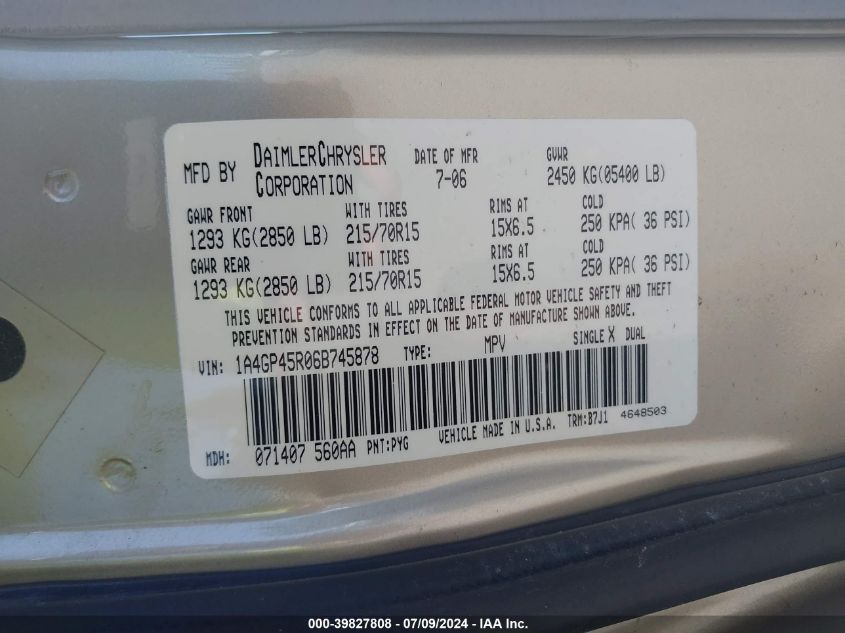 MFD BY DAIMLERCHRYSLER CORPORATION DATE OF MFR 7-06 GVWR 2450 KG(05400 LB)
GAWR FRONT WITH TIRES RIMS AT COLD
1293 KG(2850 LB) 215/70R15 15X6.5 250 KPA( 36 PSI)
GAWR REAR WITH TIRES RIMS AT COLD
1293 KG(2850 LB) 215/70R15 15X6.5 250 KPA( 36 PSI)
THIS VEHICLE CONFORMS TO ALL APPLICABLE FEDERAL MOTOR VEHICLE SAFETY AND THEFT
PREVENTION STANDARDS IN EFFECT ON THE DATE OF MANUFACTURE SHOWN ABOVE.
VIN: 1A4GP45R06B745878 TYPE: MPV SINGLE X DUAL
MDH: 071407 560AA PNT:PYG VEHICLE MADE IN U.S.A. TRM:B7J1 4648503
000-39827808 / 07/09/2024 - IAA Inc.